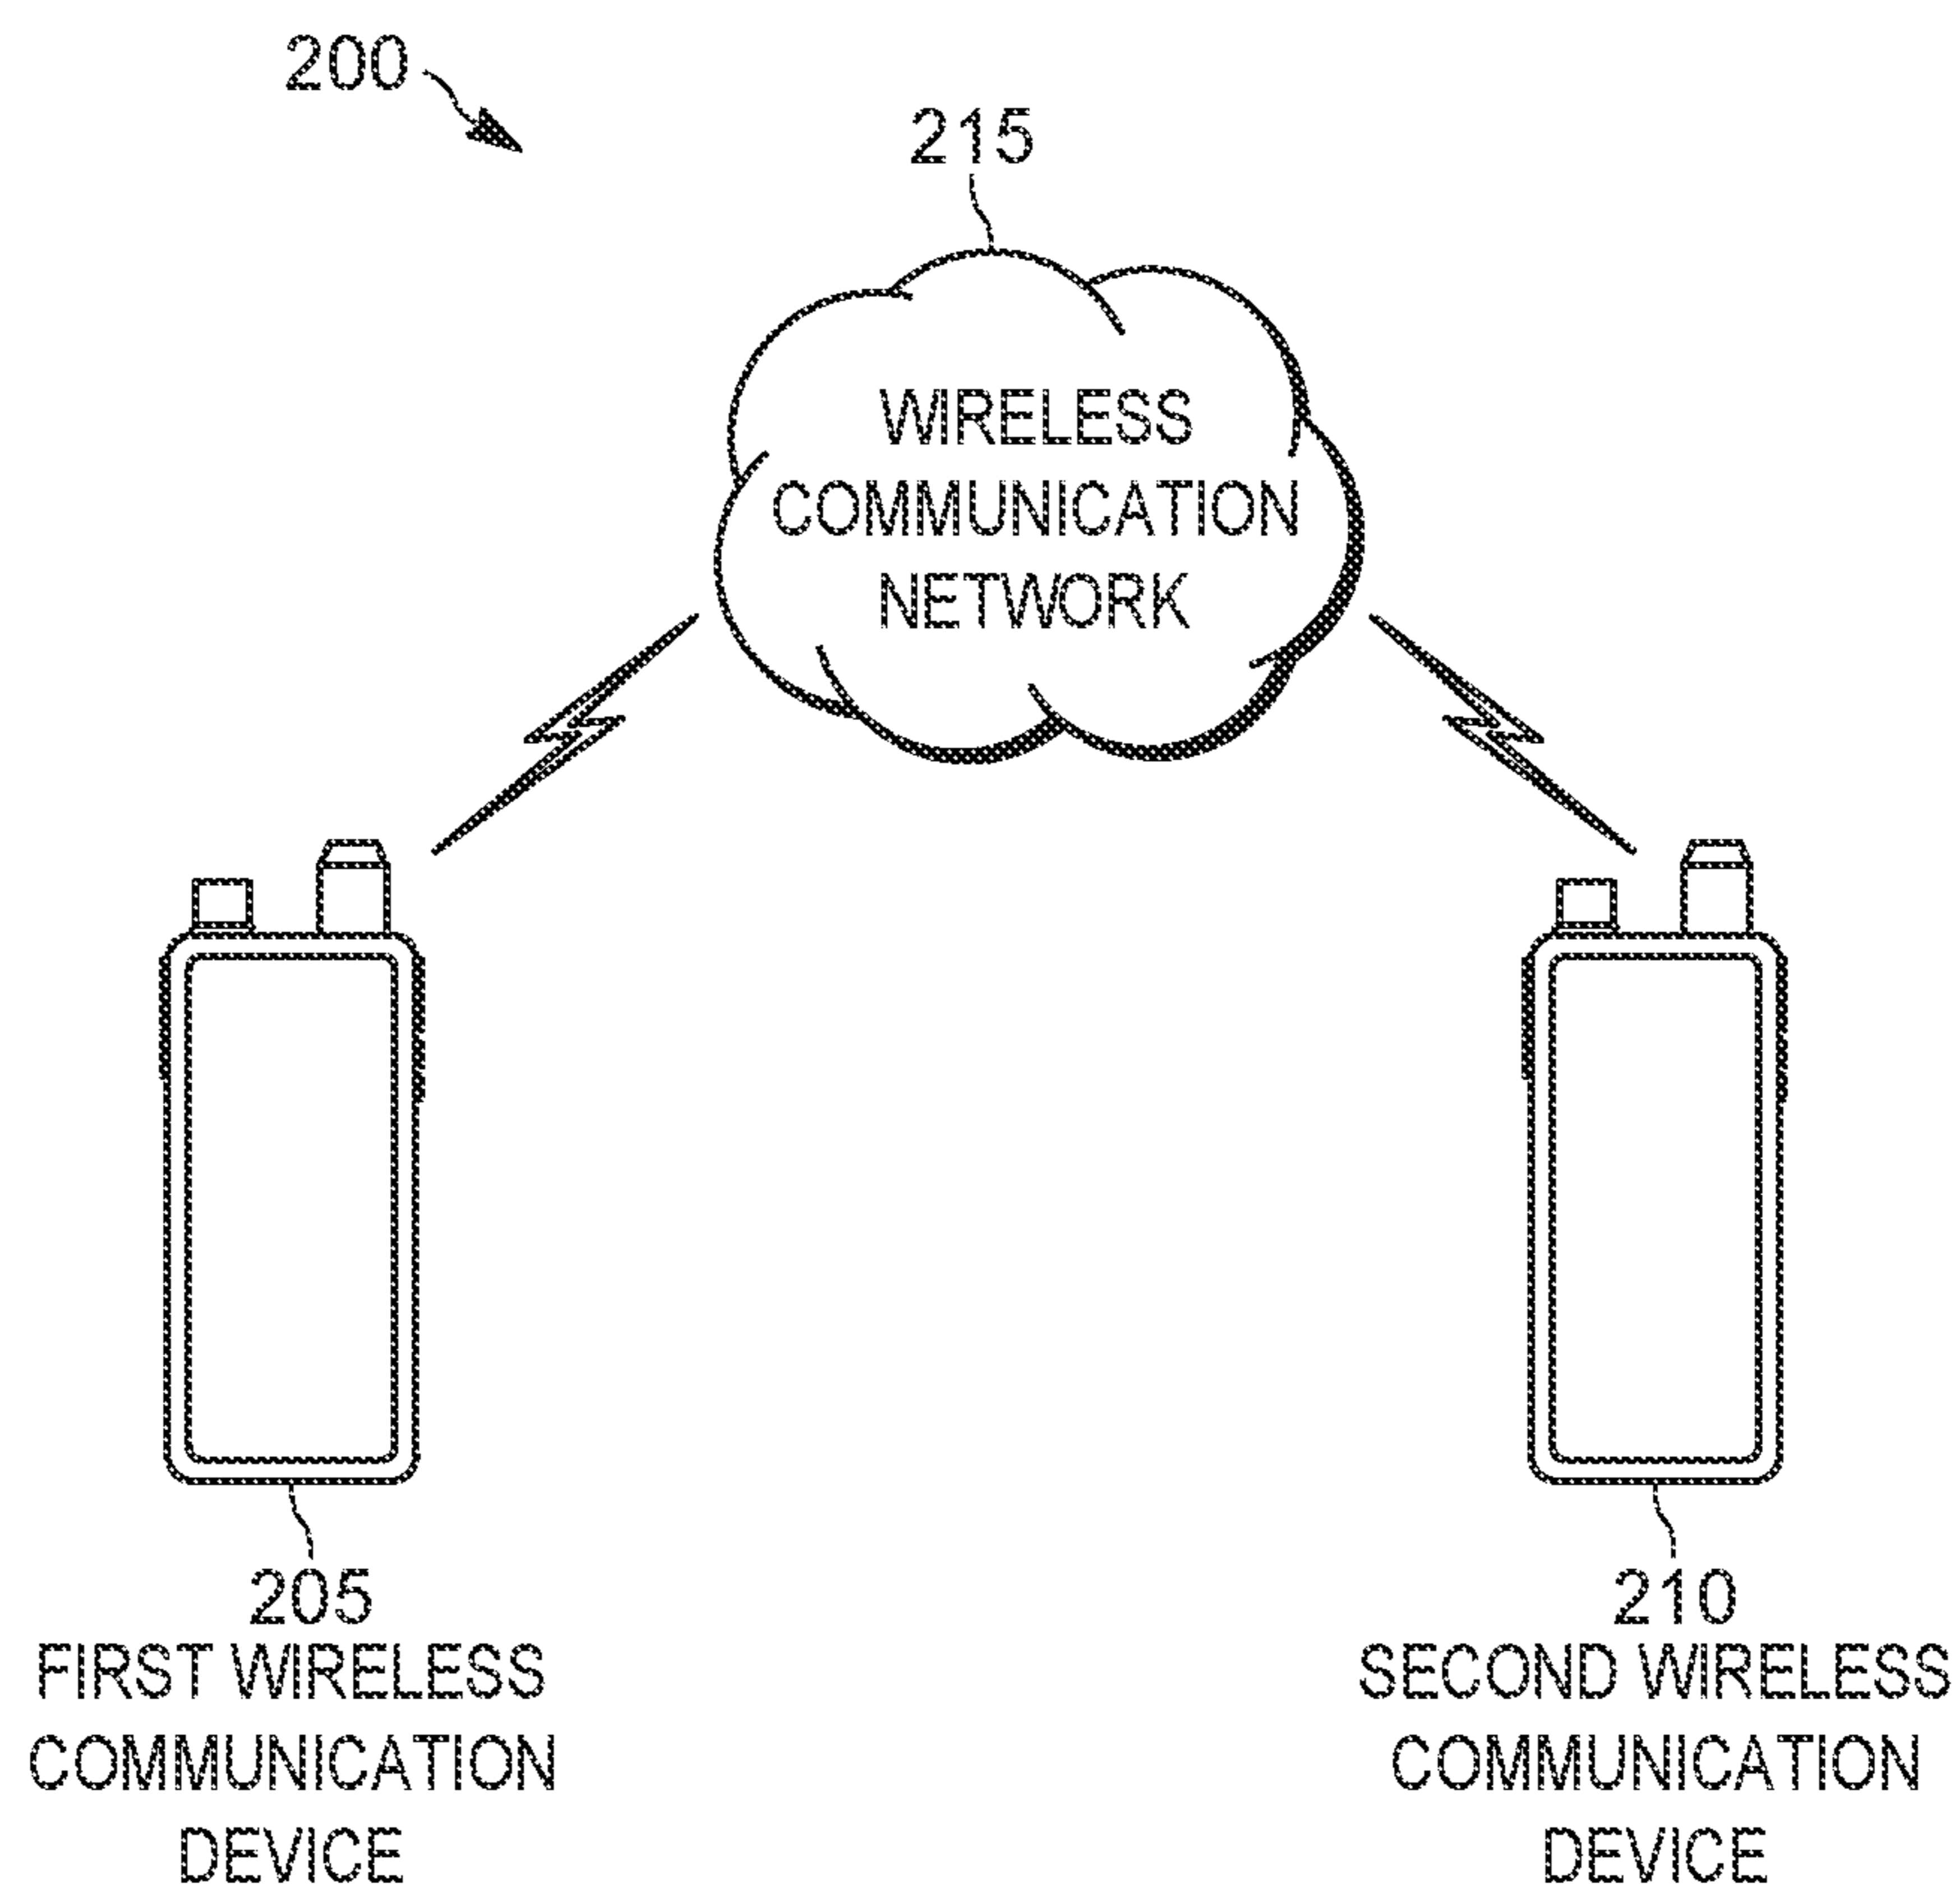 200
215
WIRELESS
COMMUNICATION
NETWORK
205
FIRST WIRELESS
COMMUNICATION
DEVICE
210
SECOND WIRELESS
COMMUNICATION
DEVICE